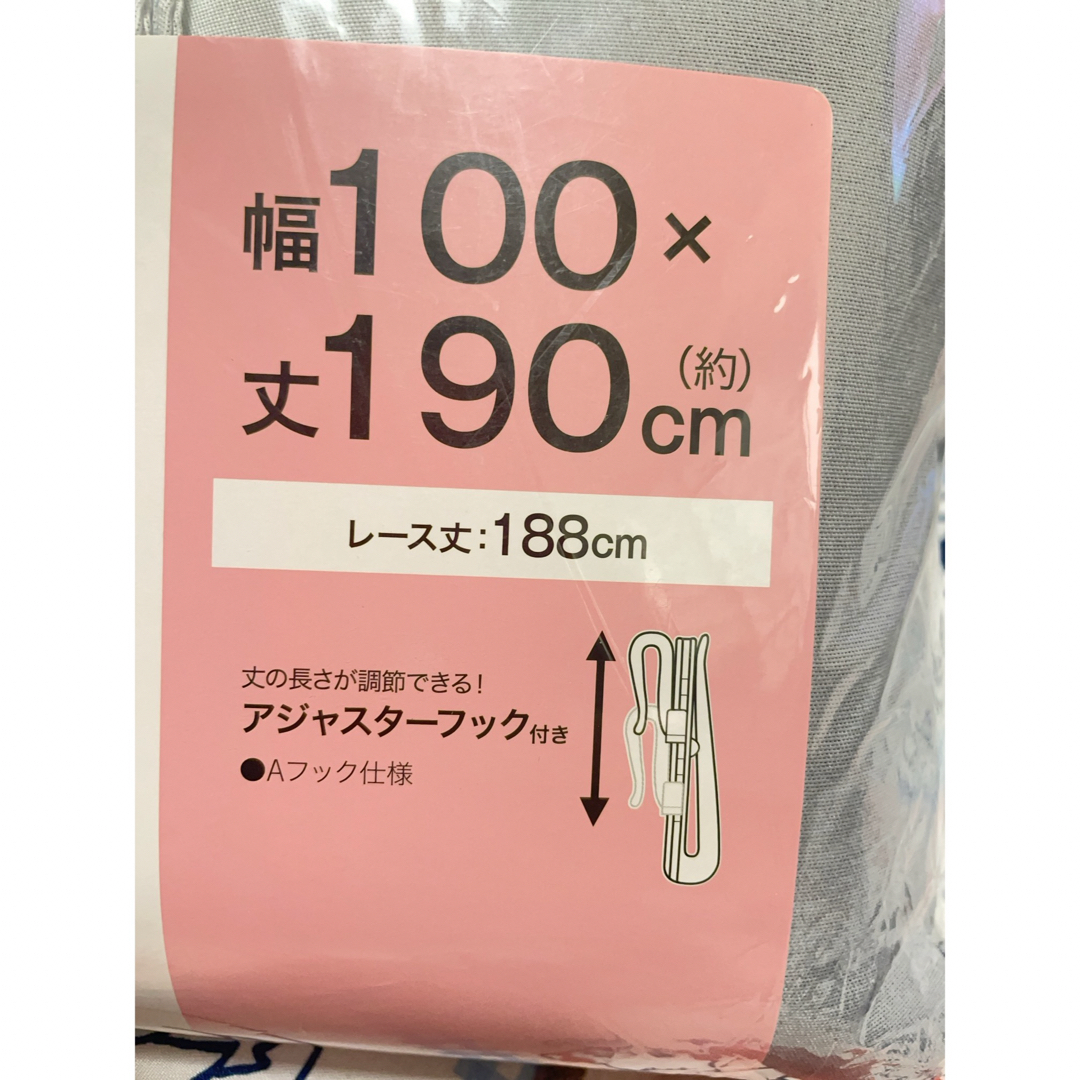 幅100×
丈190cm
(約)
レース丈:188cm
丈の長さが調節できる!
アジャスターフック付き
●Aフック仕様